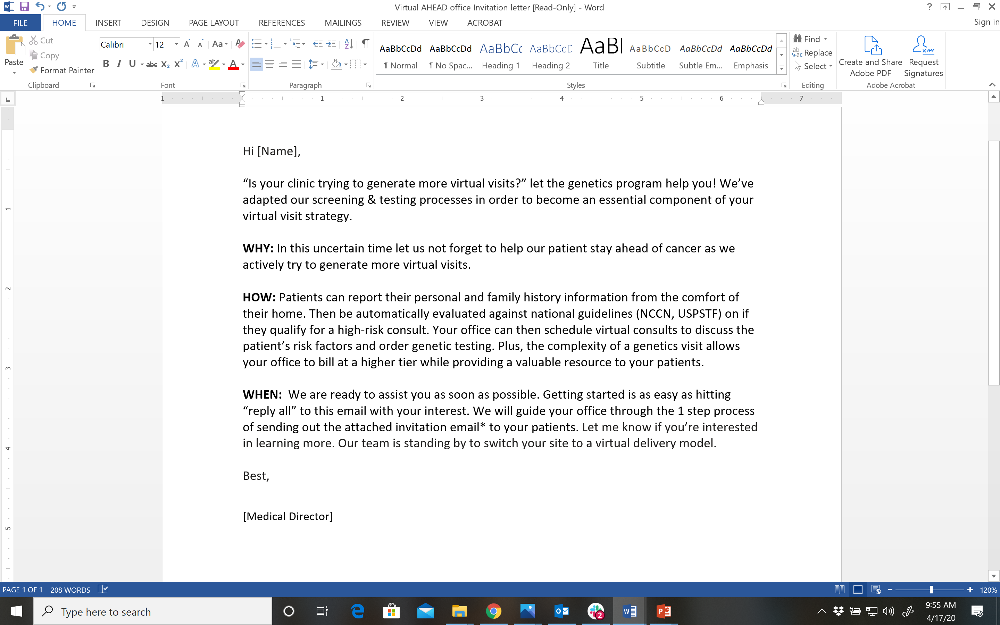 Virtual AHEAD office Invitation letter [Read-Only] - Word
?
FILE HOME INSERT DESIGN PAGE LAYOUT REFERENCES MAILINGS REVIEW VIEW ACROBAT
Sign in
Paste
Cut
Copy
Format Painter
Clipboard
Calibri 12
Font
Paragraph
AaBbCcDd AaBbCcDd AaBbCc AaBbCcD AaBl AaBbCcD AaBbCcDd AaBbCcDd
¶ Normal ¶ No Spac... Heading 1 Heading 2 Title Subtitle Subtle Em... Emphasis
Styles
Find
Replace
Select
Editing
Create and Share
Adobe PDF
Request
Signatures
Adobe Acrobat
1 1 2 3 4 5 6 7
Hi [Name],
“Is your clinic trying to generate more virtual visits?” let the genetics program help you! We’ve
adapted our screening & testing processes in order to become an essential component of your
virtual visit strategy.
WHY: In this uncertain time let us not forget to help our patient stay ahead of cancer as we
actively try to generate more virtual visits.
HOW: Patients can report their personal and family history information from the comfort of
their home. Then be automatically evaluated against national guidelines (NCCN, USPSTF) on if
they qualify for a high-risk consult. Your office can then schedule virtual consults to discuss the
patient’s risk factors and order genetic testing. Plus, the complexity of a genetics visit allows
your office to bill at a higher tier while providing a valuable resource to your patients.
WHEN:  We are ready to assist you as soon as possible. Getting started is as easy as hitting
“reply all” to this email with your interest. We will guide your office through the 1 step process
of sending out the attached invitation email* to your patients. Let me know if you’re interested
in learning more. Our team is standing by to switch your site to a virtual delivery model.
Best,
[Medical Director]
1
2
3
4
5
PAGE 1 OF 1 208 WORDS
120%
Type here to search
2
9:55 AM
4/17/20